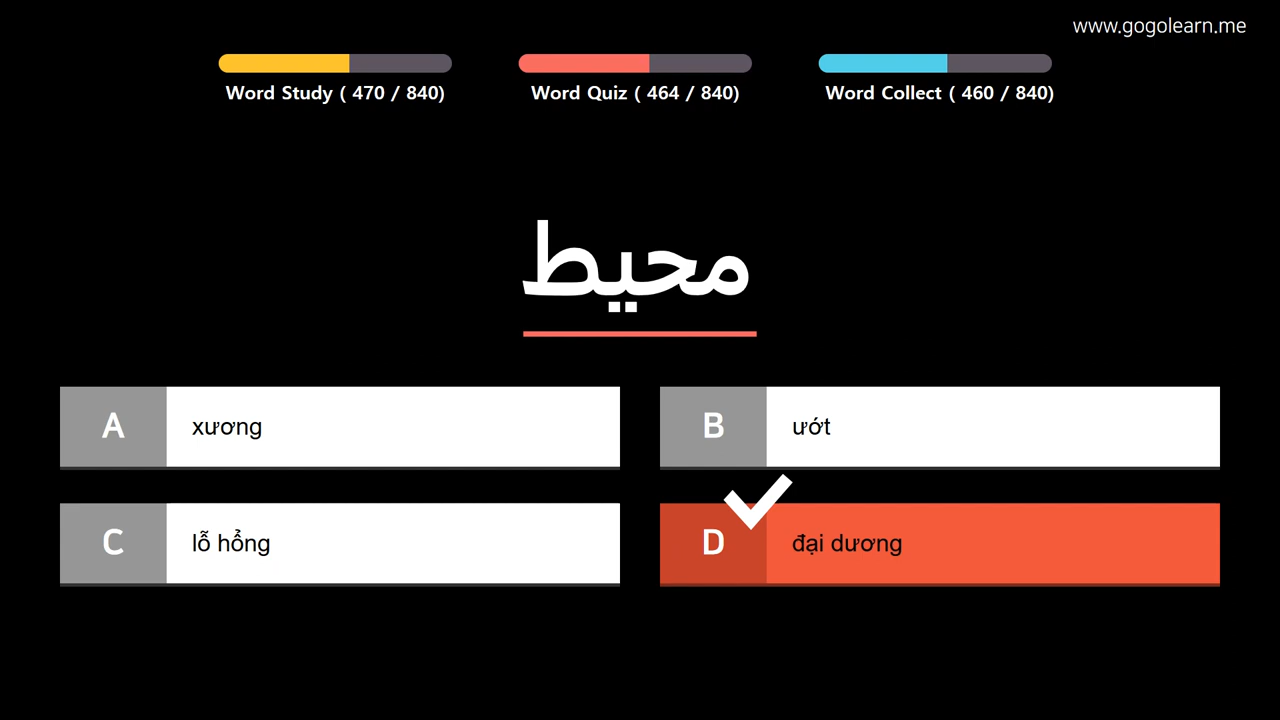 www.gogolearn.me
Word Study ( 470 / 840)
Word Quiz ( 464 / 840)
Word Collect ( 460 / 840)
محيط
A xương
B ướt
C lỗ hổng
D đại dương